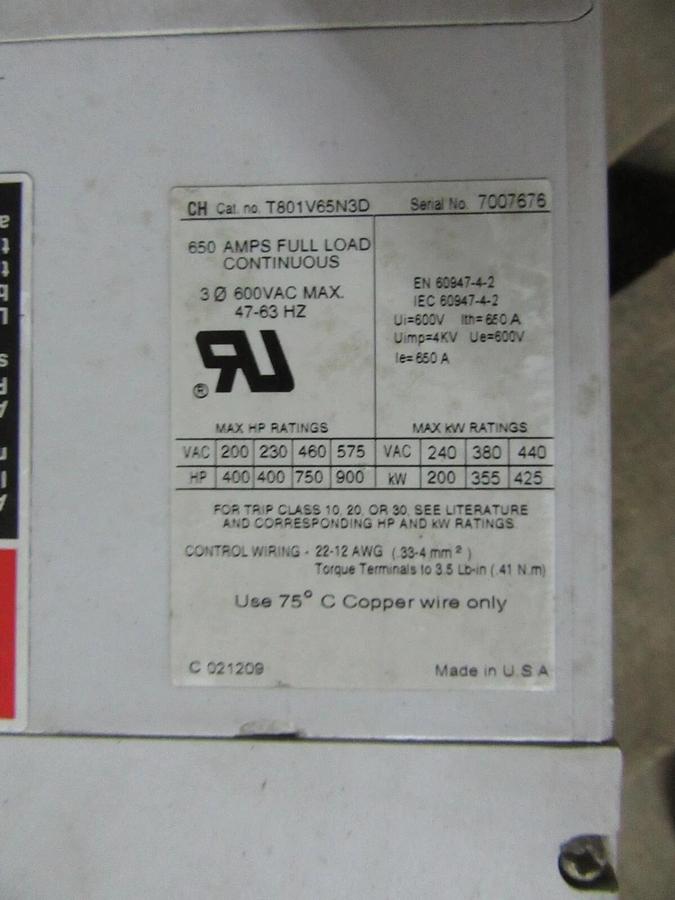 CH Cat. no. T801V65N3D Serial No. 7007676
650 AMPS FULL LOAD
CONTINUOUS
3 Ø 600VAC MAX.
47-63 HZ
EN 60947-4-2
IEC 60947-4-2
Ui=600V Ith=650 A
Uimp=4KV Ue=600V
Ie=650 A
UR®
MAX HP RATINGS
VAC 200 230 460 575
HP 400 400 750 900
MAX kW RATINGS
VAC 240 380 440
kW 200 355 425
FOR TRIP CLASS 10, 20, OR 30, SEE LITERATURE
AND CORRESPONDING HP AND kW RATINGS
CONTROL WIRING - 22-12 AWG (.33-4 mm²)
Torque Terminals to 3.5 Lb-in (.41 N.m)
Use 75° C Copper wire only
C 021209 Made in U S A